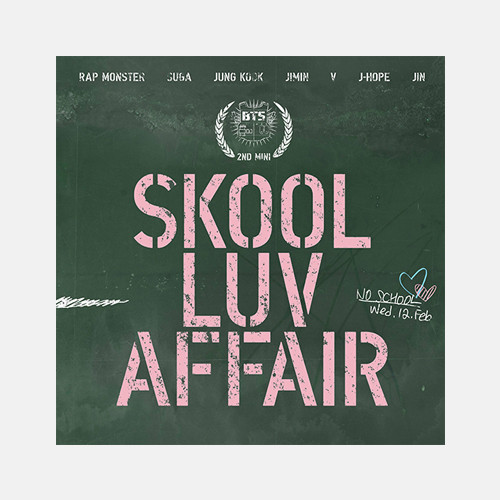 RAP MONSTER SUGA JUNG KOOK JIMIN V J-HOPE JIN
BTS
2ND MINI
SKOOL
LUV
AFFAIR
NO SCHOOL
Wed, 12. Feb